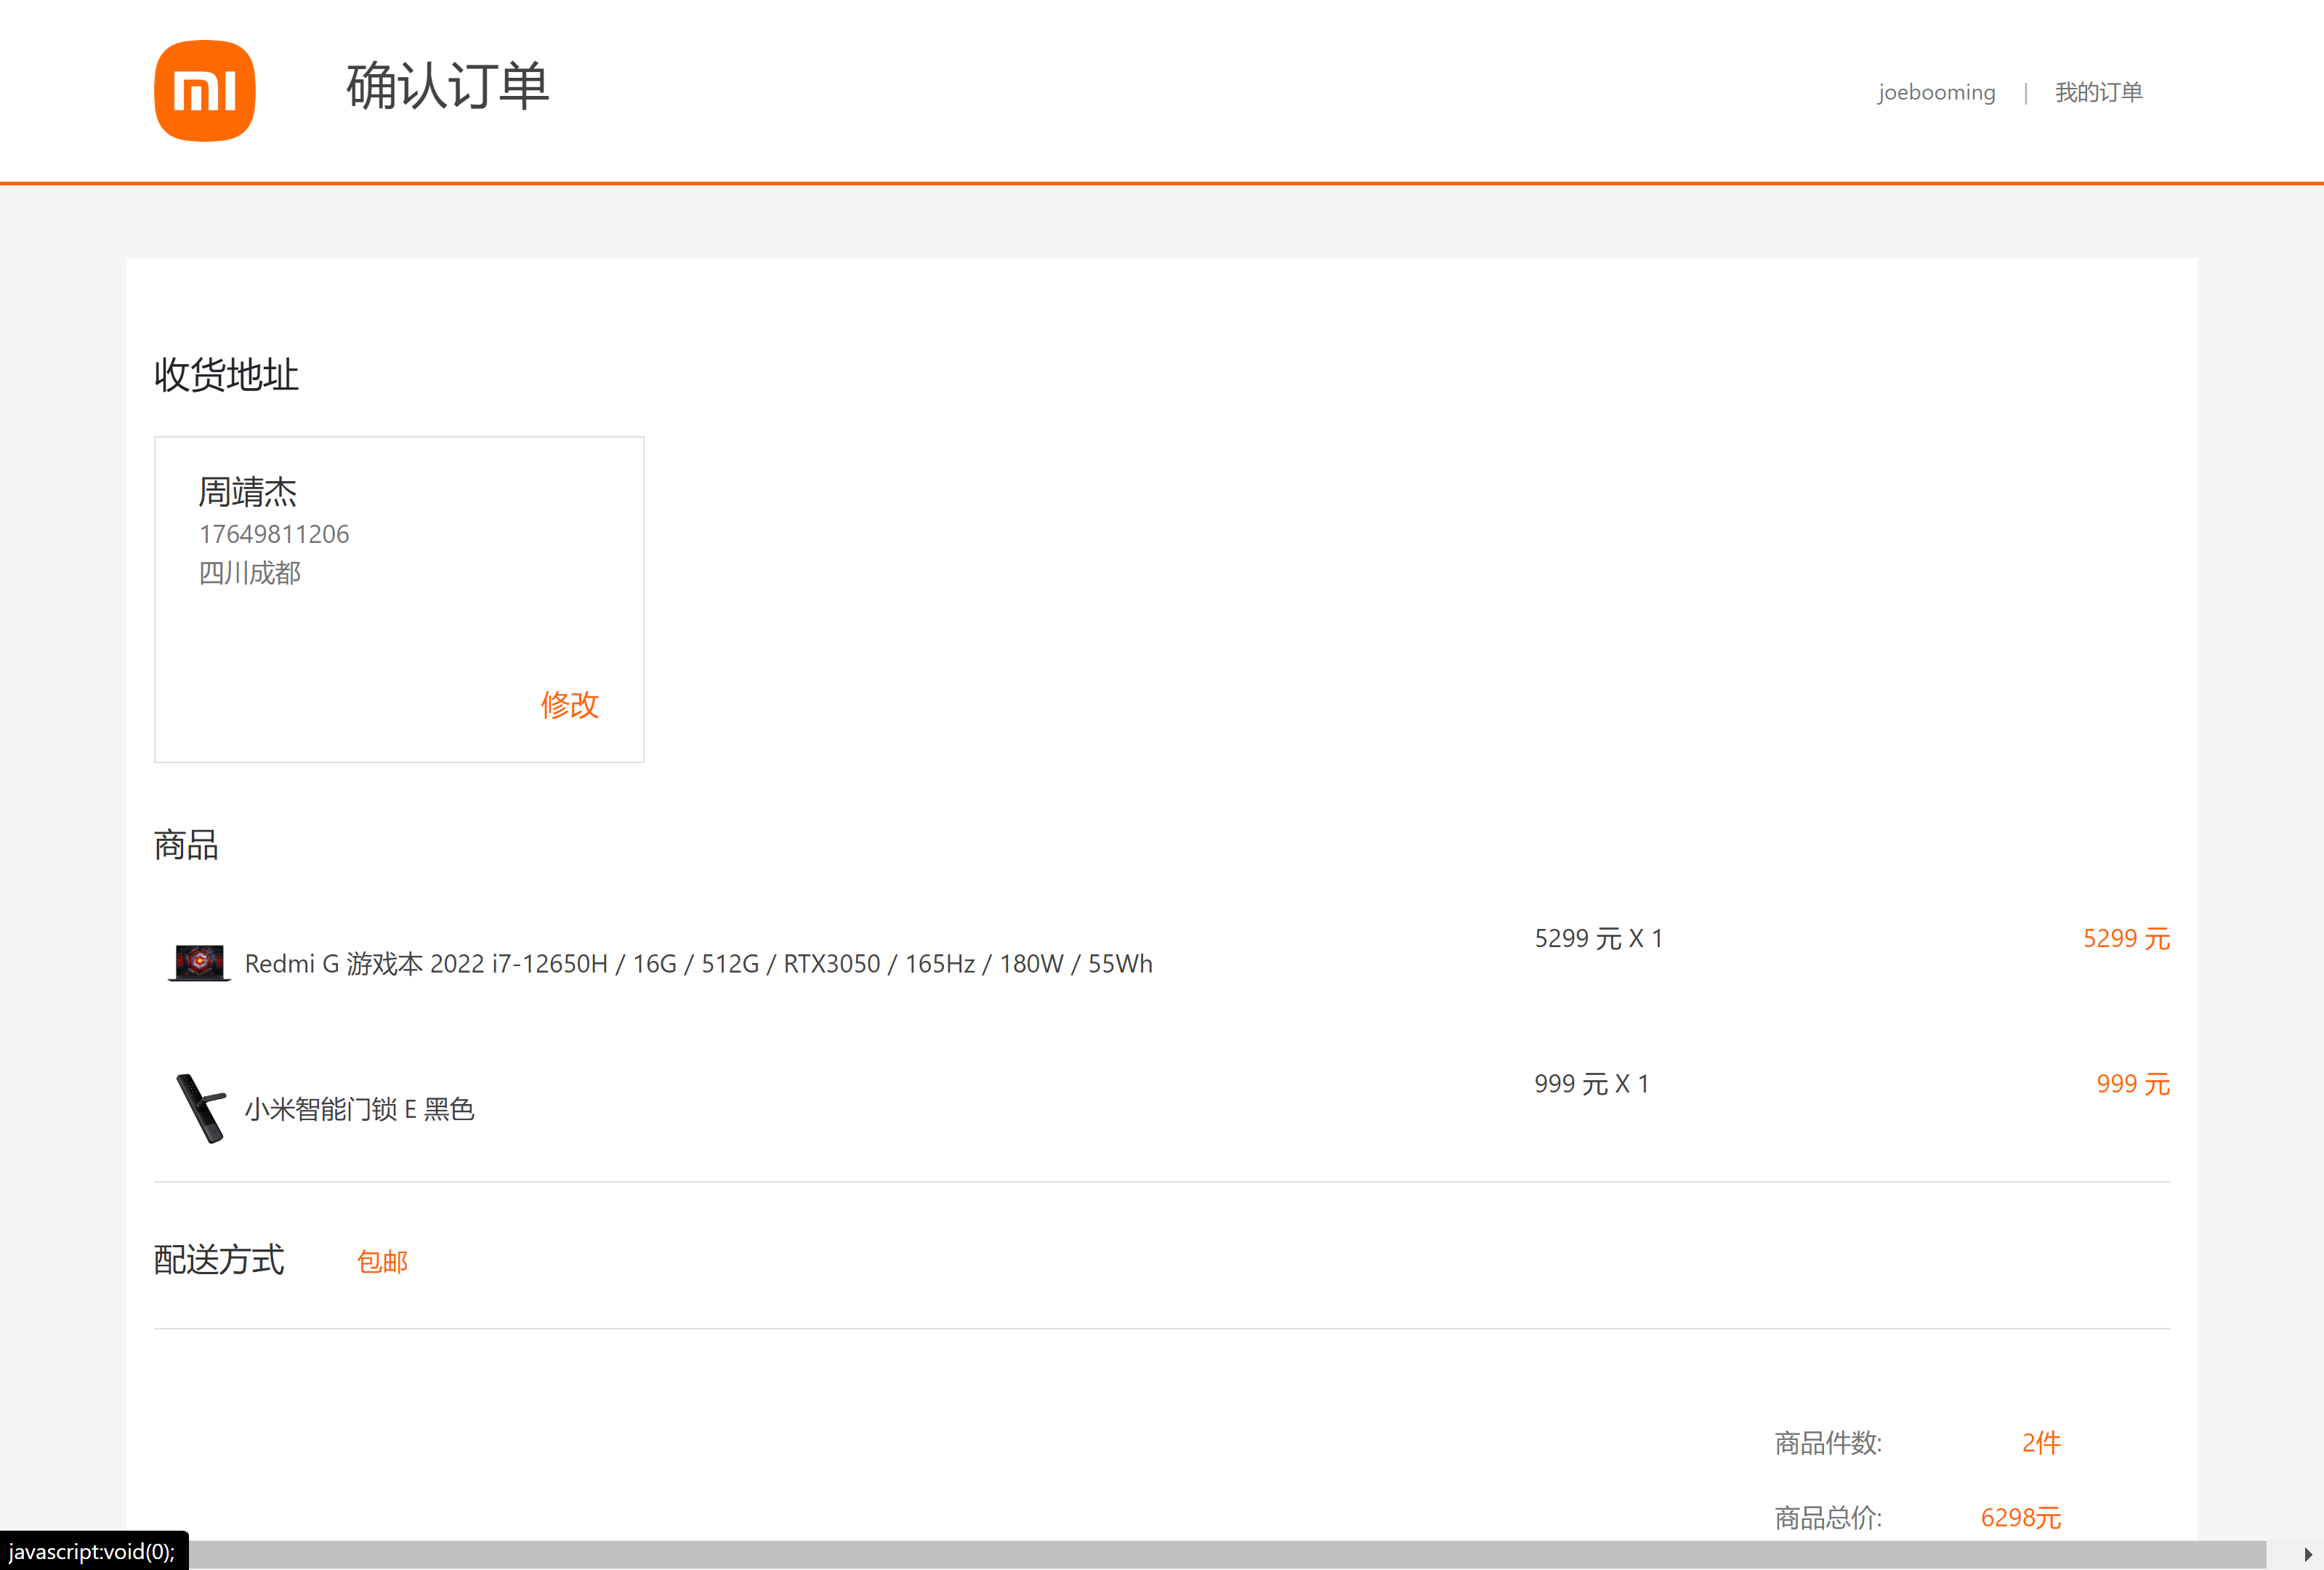 确认订单
joebooming | 我的订单
收货地址
周靖杰
17649811206
四川成都
修改
商品
Redmi G 游戏本 2022 i7-12650H / 16G / 512G / RTX3050 / 165Hz / 180W / 55Wh 5299 元 X 1 5299 元
小米智能门锁 E 黑色 999 元 X 1 999 元
配送方式 包邮
商品件数: 2件
商品总价: 6298元
javascript:void(0);